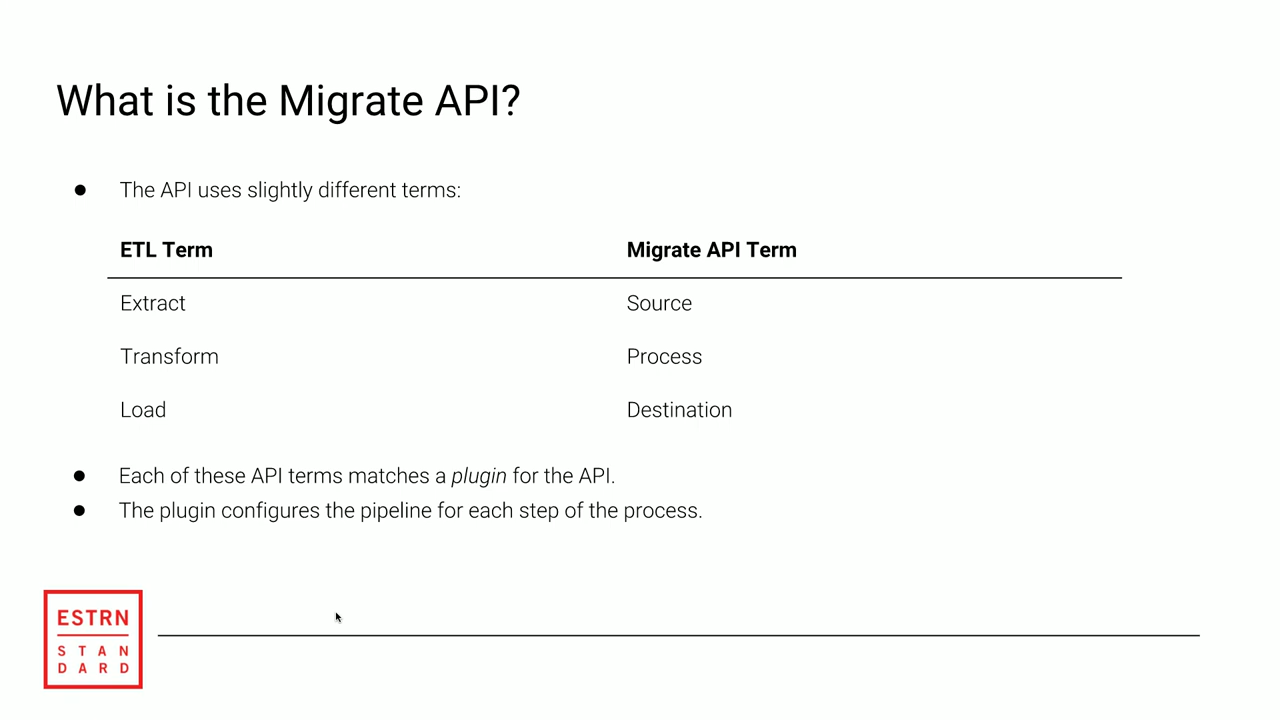 What is the Migrate API?
● The API uses slightly different terms:
ETL Term Migrate API Term
Extract Source
Transform Process
Load Destination
● Each of these API terms matches a plugin for the API.
● The plugin configures the pipeline for each step of the process.
ESTRN
STAN
DARD